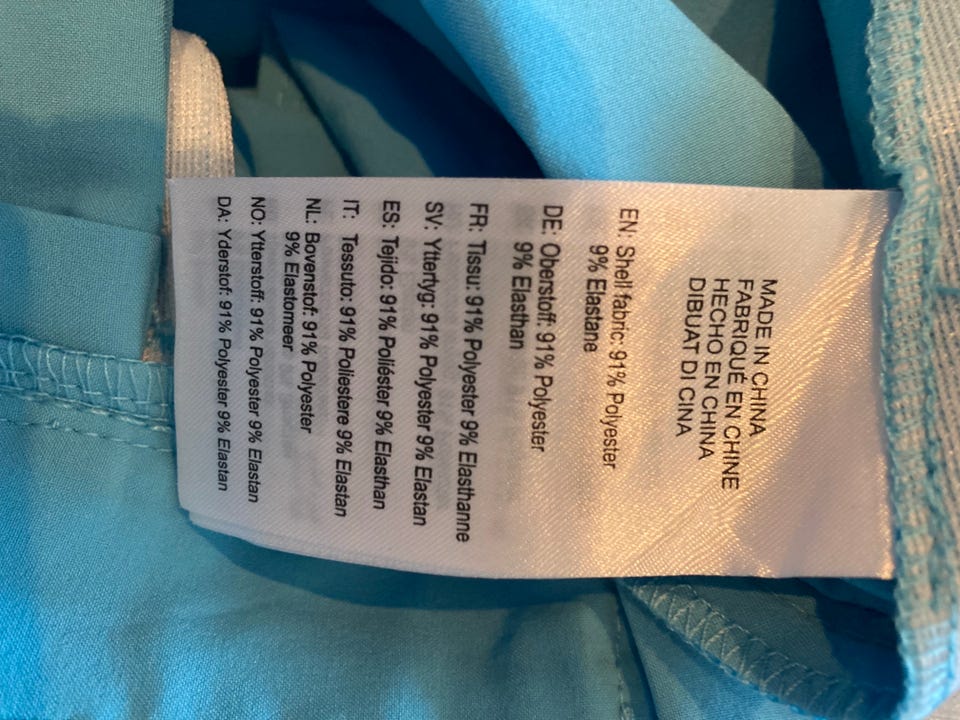 MADE IN CHINA
FABRIQUÉ EN CHINE
HECHO EN CHINA
DIBUAT DI CINA
EN: Shell fabric: 91% Polyester
9% Elastane
DE: Oberstoff: 91% Polyester
9% Elasthan
FR: Tissu: 91% Polyester 9% Elasthanne
SV: Yttertyg: 91% Polyester 9% Elastan
ES: Tejido: 91% Poliéster 9% Elasthan
IT: Tessuto: 91% Poliestere 9% Elastan
NL: Bovenstof: 91% Polyester
9% Elastomeer
NO: Ytterstoff: 91% Polyester 9% Elastan
DA: Yderstof: 91% Polyester 9% Elastan